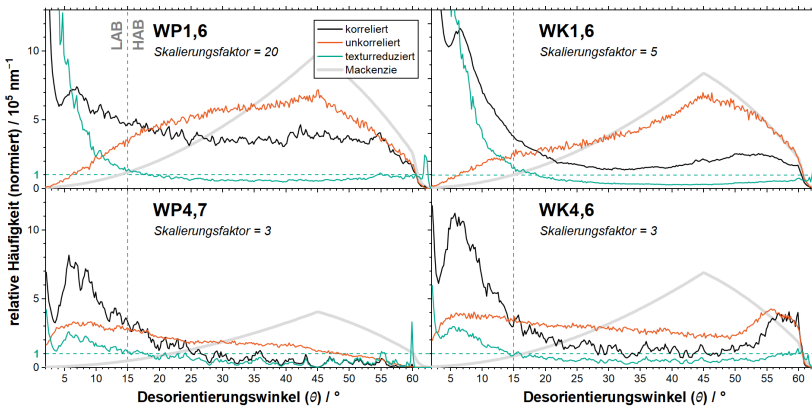 relative Häufigkeit (normiert) / 10⁵ nm⁻¹
10
5
1
0
LAB
HAB
WP1,6
Skalierungsfaktor = 20
korreliert
unkorreliert
texturreduziert
Mackenzie
WK1,6
Skalierungsfaktor = 5
10
5
1
0
WP4,7
Skalierungsfaktor = 3
WK4,6
Skalierungsfaktor = 3
5 10 15 20 25 30 35 40 45 50 55 60
5 10 15 20 25 30 35 40 45 50 55 60
Desorientierungswinkel (θ) / °
Desorientierungswinkel (θ) / °